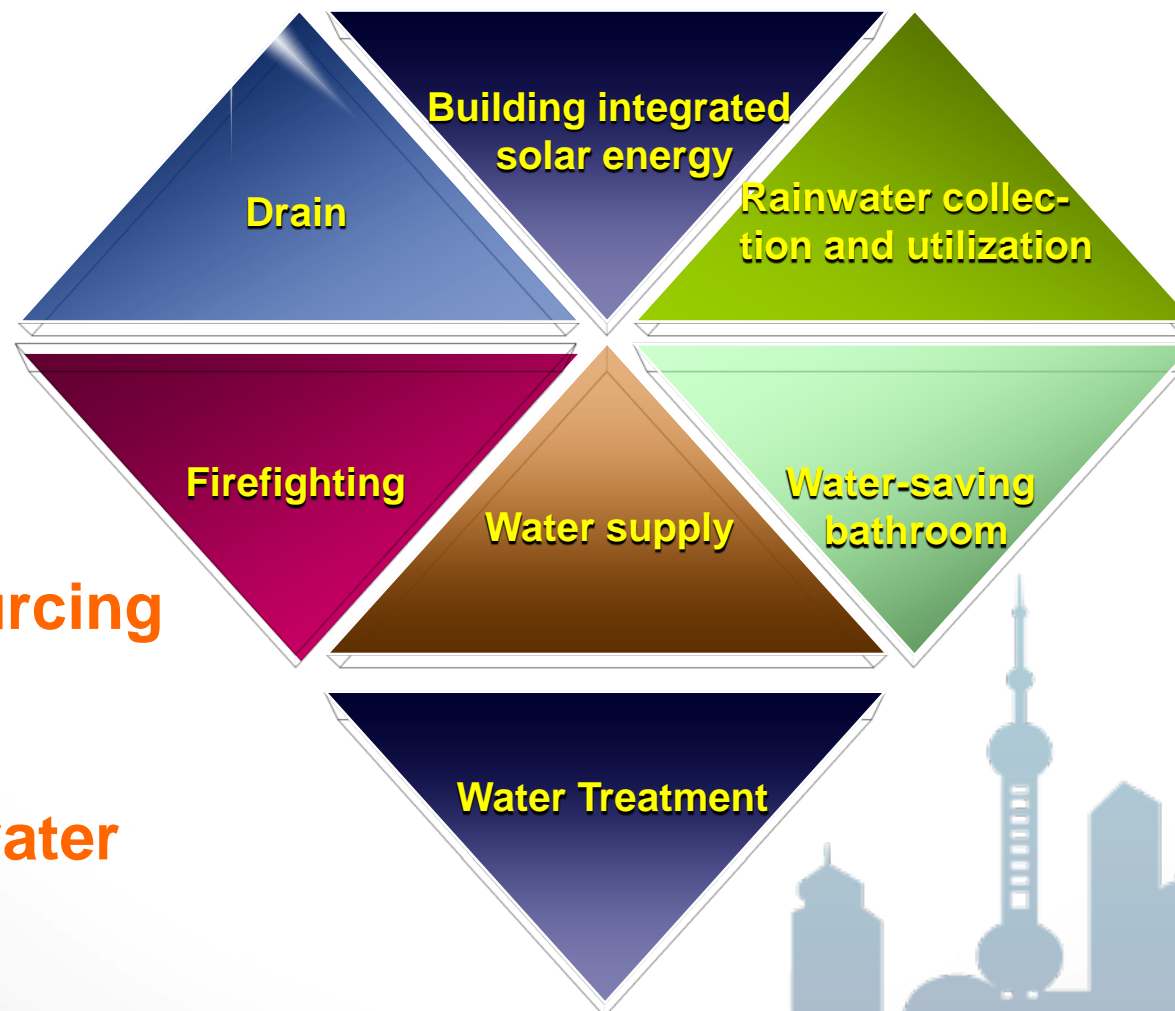 Building integrated
solar energy
Drain
Rainwater collec-
tion and utilization
Firefighting
Water supply
Water-saving
bathroom
urcing
Water Treatment
ater